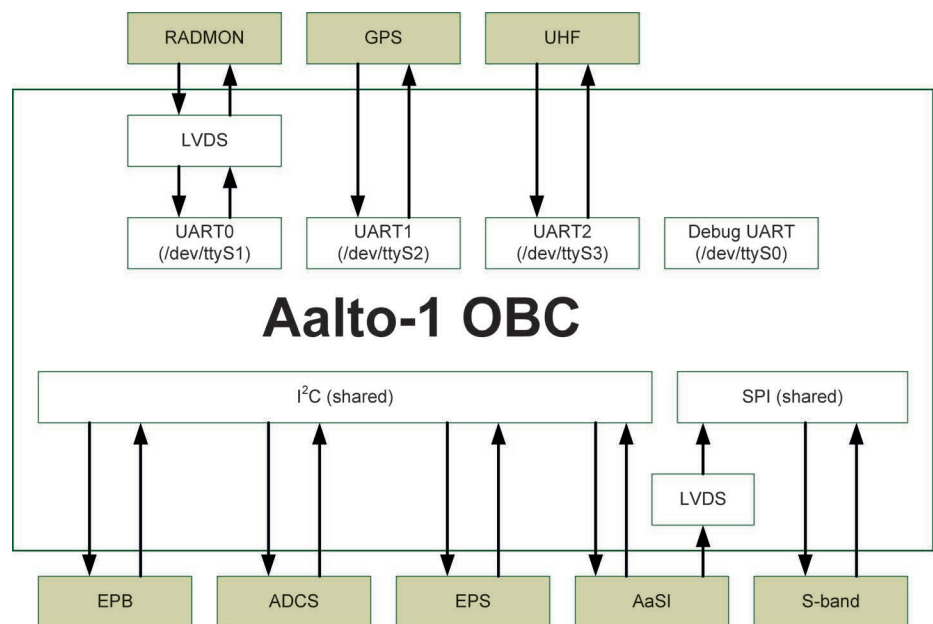 RADMON
GPS
UHF
LVDS
UART0
(/dev/ttyS1)
UART1
(/dev/ttyS2)
UART2
(/dev/ttyS3)
Debug UART
(/dev/ttyS0)
Aalto-1 OBC
I²C (shared)
SPI (shared)
LVDS
EPB
ADCS
EPS
AaSI
S-band